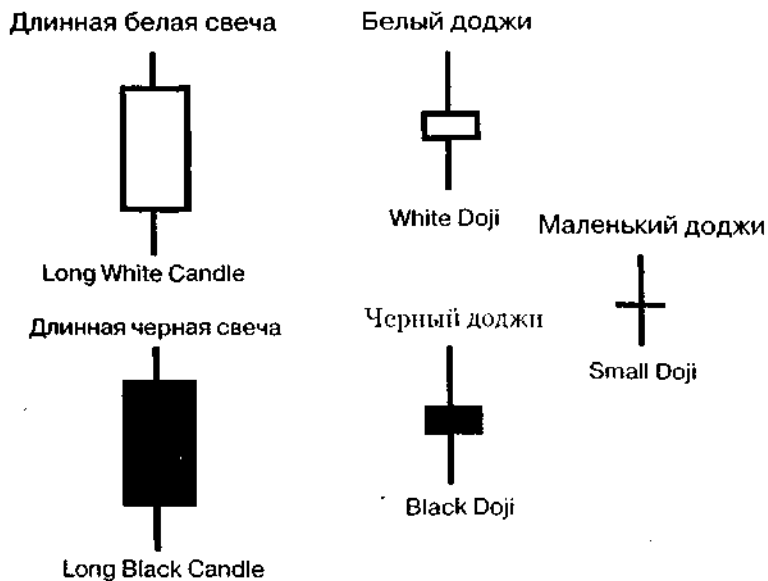 Длинная белая свеча
Белый доджи
White Doji
Маленький доджи
Long White Candle
Длинная черная свеча
Черный доджи
Small Doji
Black Doji
Long Black Candle